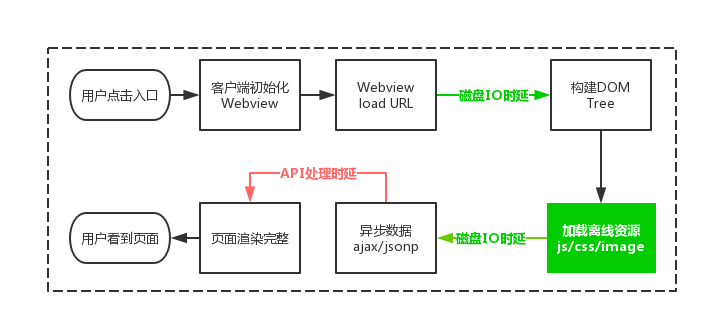 用户点击入口
客户端初始化
Webview
Webview
load URL
磁盘IO时延
构建DOM
Tree
API处理时延
用户看到页面
页面渲染完整
异步数据
ajax/jsonp
磁盘IO时延
加载离线资源
js/css/image